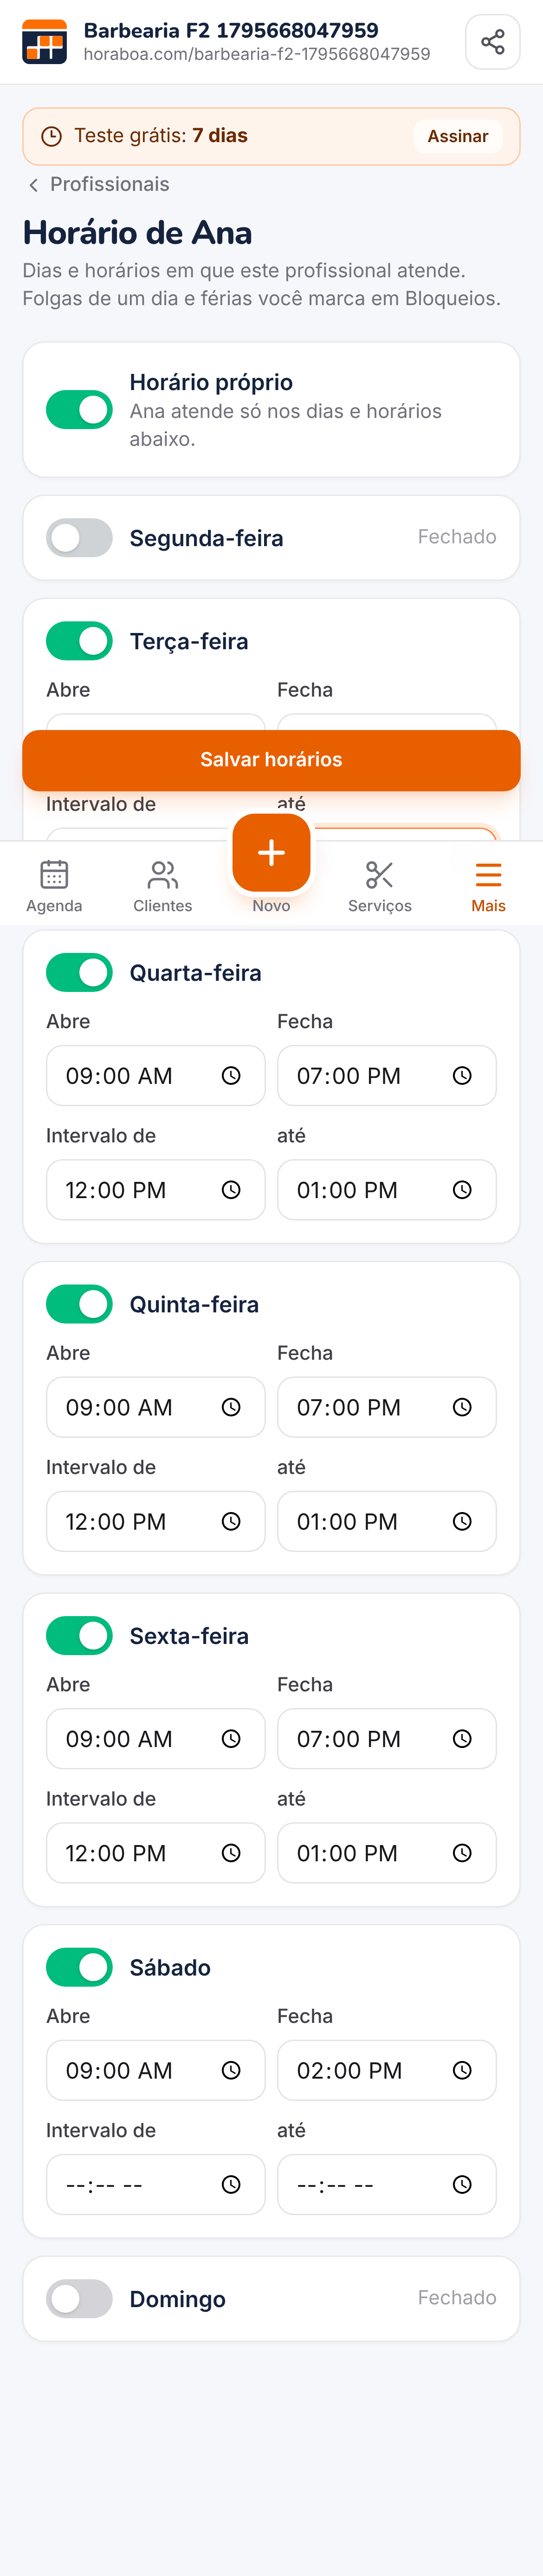 Barbearia F2 1795668047959
horaboa.com/barbearia-f2-1795668047959
Teste grátis: 7 dias
Assinar
Profissionais
Horário de Ana
Dias e horários em que este profissional atende.
Folgas de um dia e férias você marca em Bloqueios.
Horário próprio
Ana atende só nos dias e horários
abaixo.
Segunda-feira
Fechado
Terça-feira
Abre
Fecha
Salvar horários
Intervalo de
até
Agenda
Clientes
Novo
Serviços
Mais
Quarta-feira
Abre
Fecha
09:00 AM
07:00 PM
Intervalo de
até
12:00 PM
01:00 PM
Quinta-feira
Abre
Fecha
09:00 AM
07:00 PM
Intervalo de
até
12:00 PM
01:00 PM
Sexta-feira
Abre
Fecha
09:00 AM
07:00 PM
Intervalo de
até
12:00 PM
01:00 PM
Sábado
Abre
Fecha
09:00 AM
02:00 PM
Intervalo de
até
--:-- --
--:-- --
Domingo
Fechado